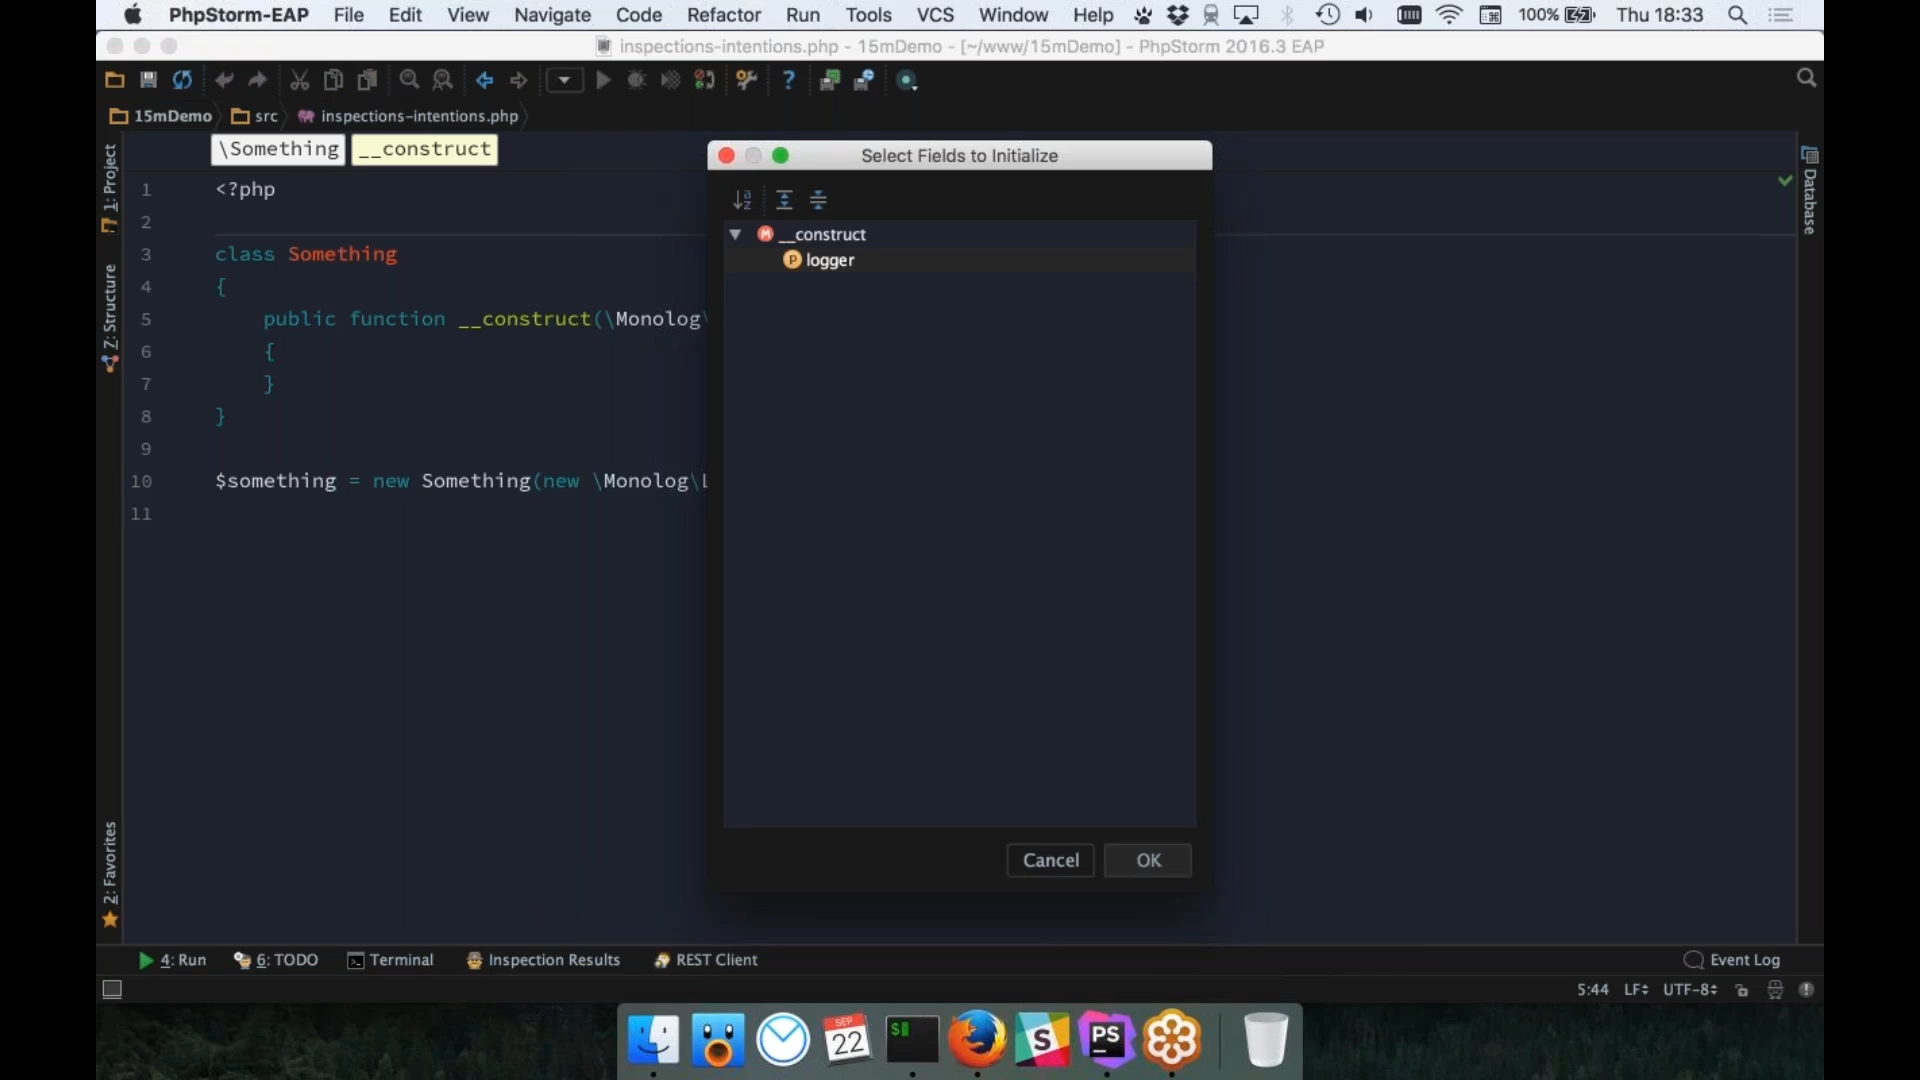 PhpStorm-EAP File Edit View Navigate Code Refactor Run Tools VCS Window Help 100% Thu 18:33
inspections-intentions.php - 15mDemo - [~/www/15mDemo] - PhpStorm 2016.3 EAP
15mDemo src inspections-intentions.php
\Something __construct
1: Project
7: Structure
2: Favorites
Database
1 <?php
2
3 class Something
4 {
5 public function __construct(\Monolog\
6 {
7 }
8 }
9
10 $something = new Something(new \Monolog\L
11
Select Fields to Initialize
__construct
logger
Cancel OK
4: Run 6: TODO Terminal Inspection Results REST Client Event Log
5:44 LF UTF-8
SEP
22
$
S
PS